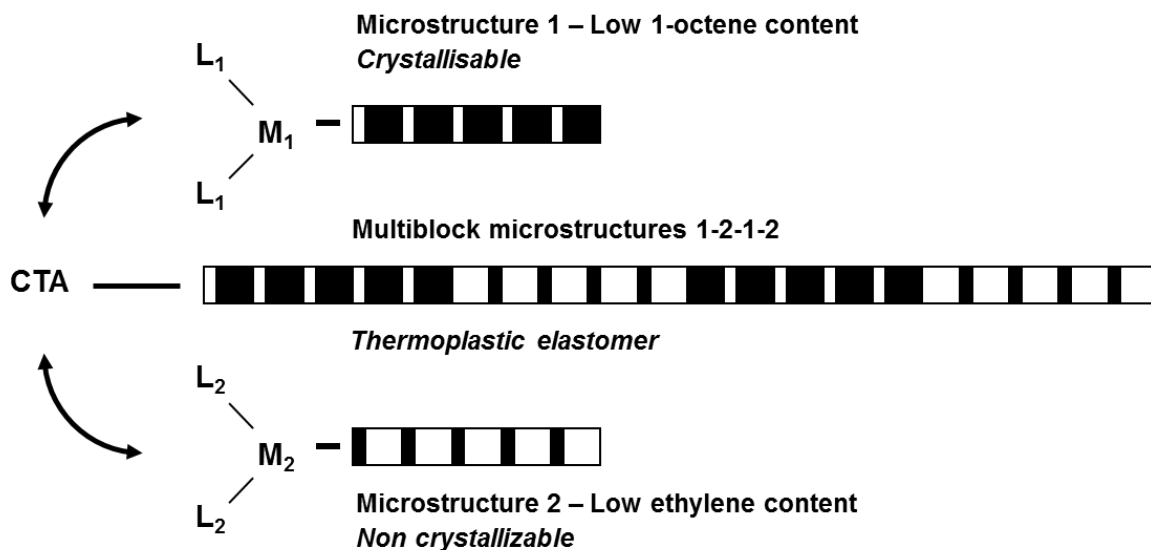 Microstructure 1 – Low 1-octene content
Crystallisable
L₁
M₁
L₁
Multiblock microstructures 1-2-1-2
CTA
Thermoplastic elastomer
L₂
M₂
L₂
Microstructure 2 – Low ethylene content
Non crystallizable